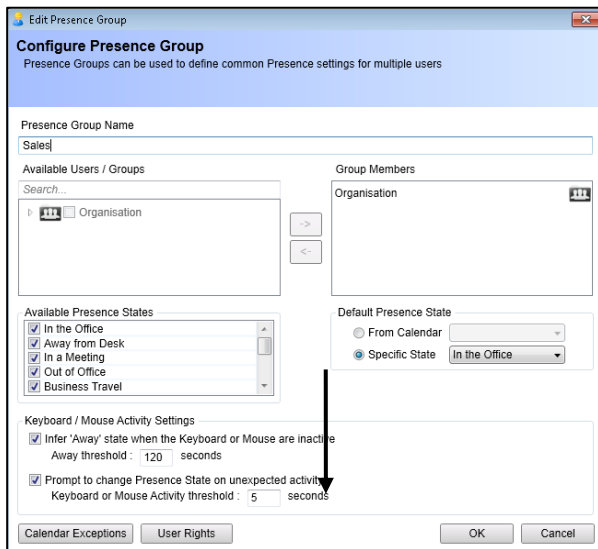 Edit Presence Group
Configure Presence Group
Presence Groups can be used to define common Presence settings for multiple users
Presence Group Name
Sales
Available Users / Groups
Group Members
Search...
Organisation
Organisation
->
<-
Available Presence States
In the Office
Away from Desk
In a Meeting
Out of Office
Business Travel
Default Presence State
From Calendar
Specific State
In the Office
Keyboard / Mouse Activity Settings
Infer 'Away' state when the Keyboard or Mouse are inactive
Away threshold : 120 seconds
Prompt to change Presence State on unexpected activity
Keyboard or Mouse Activity threshold : 5 seconds
Calendar Exceptions
User Rights
OK
Cancel